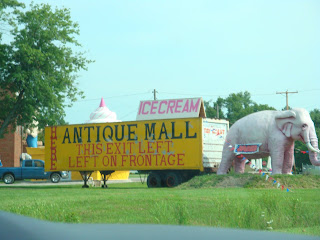 ICECREAM
ANTIQUE MALL
THIS EXIT LEFT
LEFT ON FRONTAGE